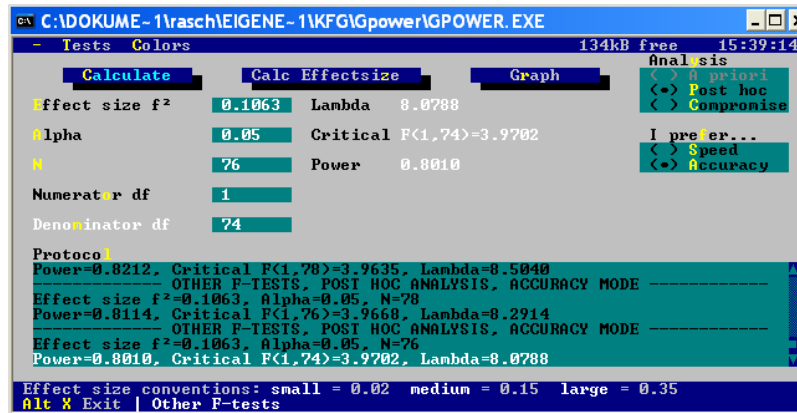 C:\DOKUME~1\rasch\EIGENE~1\KFG\Gpower\GPOWER.EXE
- Tests Colors 134kB free 15:39:14
Analysis
Calculate Calc Effectsize Graph ( ) A priori
(•) Post hoc
Effect size f² 0.1063 Lambda 8.0788 ( ) Compromise
Alpha 0.05 Critical F(1,74)=3.9702 I prefer...
( ) Speed
N 76 Power 0.8010 (•) Accuracy
Numerator df 1
Denominator df 74
Protocol
Power=0.8212, Critical F(1,78)=3.9635, Lambda=8.5040
------------- OTHER F-TESTS, POST HOC ANALYSIS, ACCURACY MODE ------------
Effect size f²=0.1063, Alpha=0.05, N=78
Power=0.8114, Critical F(1,76)=3.9668, Lambda=8.2914
------------- OTHER F-TESTS, POST HOC ANALYSIS, ACCURACY MODE ------------
Effect size f²=0.1063, Alpha=0.05, N=76
Power=0.8010, Critical F(1,74)=3.9702, Lambda=8.0788
Effect size conventions: small = 0.02 medium = 0.15 large = 0.35
Alt X Exit | Other F-tests